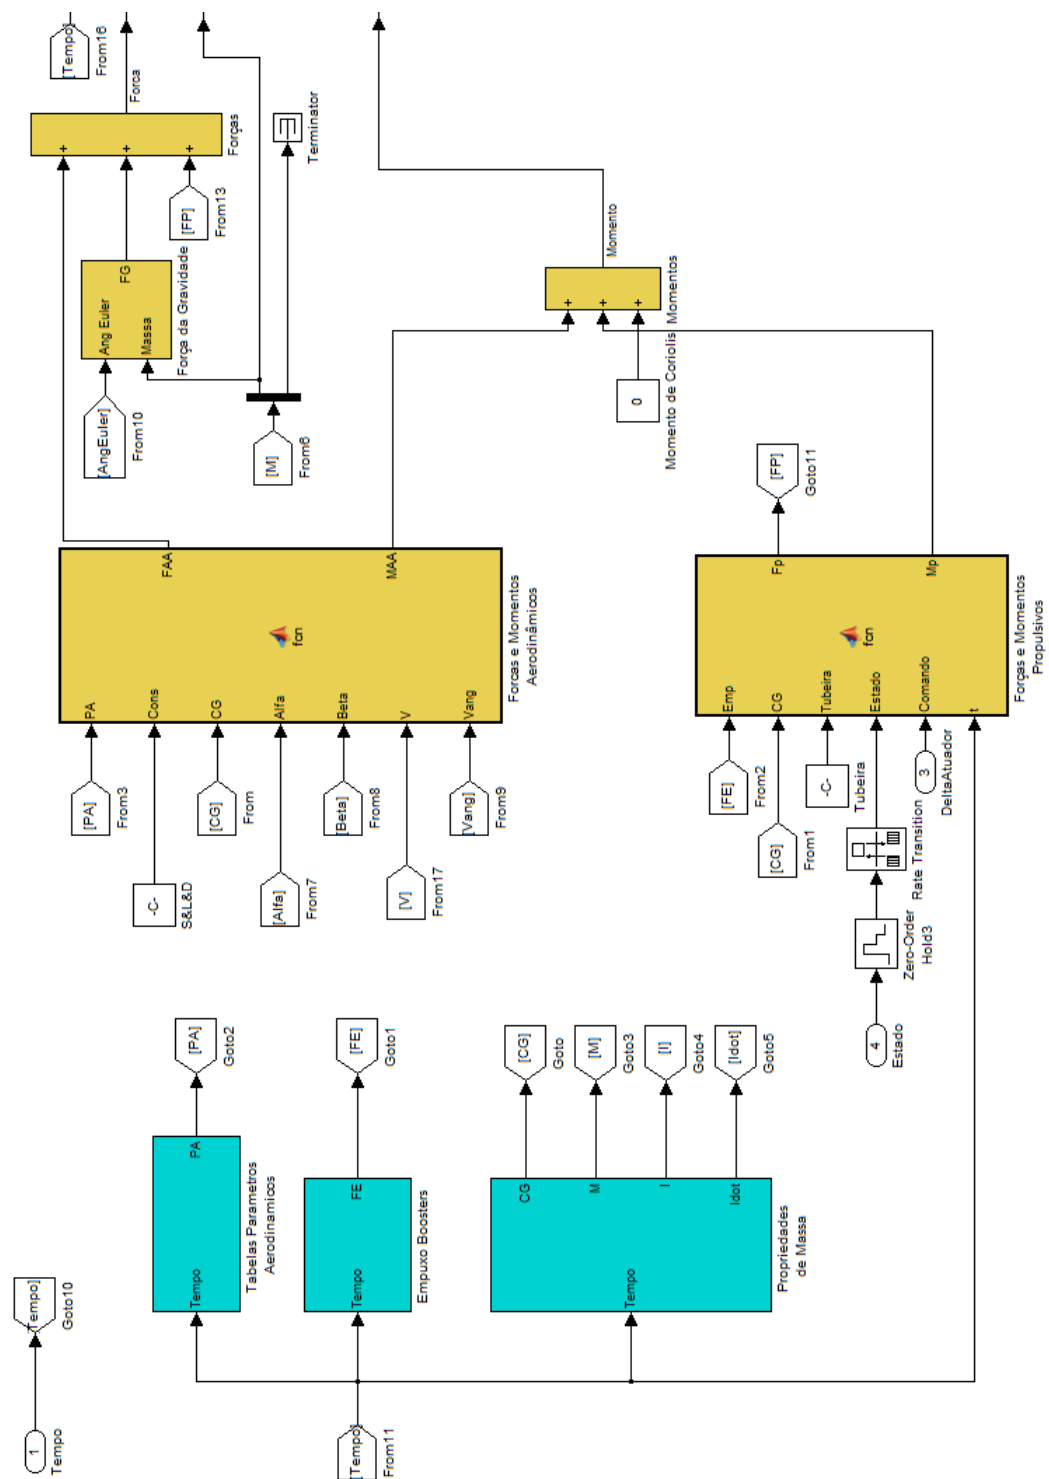 1
Tempo
[Tempo]
Goto10
[Tempo]
From11
Tempo
PA
Tabelas Parametros
Aerodinamicos
[PA]
Goto2
Tempo
FE
Empuxo Boosters
[FE]
Goto1
Tempo
CG
M
I
Idot
Propriedades
de Massa
[CG]
Goto
[M]
Goto3
[I]
Goto4
[Idot]
Goto5
[PA]
From3
-C-
S&L&D
[CG]
From
[Alfa]
From7
[Beta]
From8
[V]
From17
[Vang]
From9
PA
Cons
CG
Alfa
Beta
V
Vang
fcn
FAA
MAA
Forcas e Momentos
Aerodinâmicos
[FE]
From2
[CG]
From1
-C-
Tubeira
4
Estado
Zero-Order
Hold3
Rate Transition
3
DeltaAtuador
Emp
CG
Tubeira
Estado
Comando
t
fcn
Fp
Mp
Forças e Momentos
Propulsivos
[FP]
Goto11
[AngEuler]
From10
[M]
From6
Ang Euler
Massa
FG
Força da Gravidade
[FP]
From13
Terminator
0
Momento de Coriolis
+
+
+
Momentos
Momento
+
+
+
Forças
Forca
[Tempo]
From16